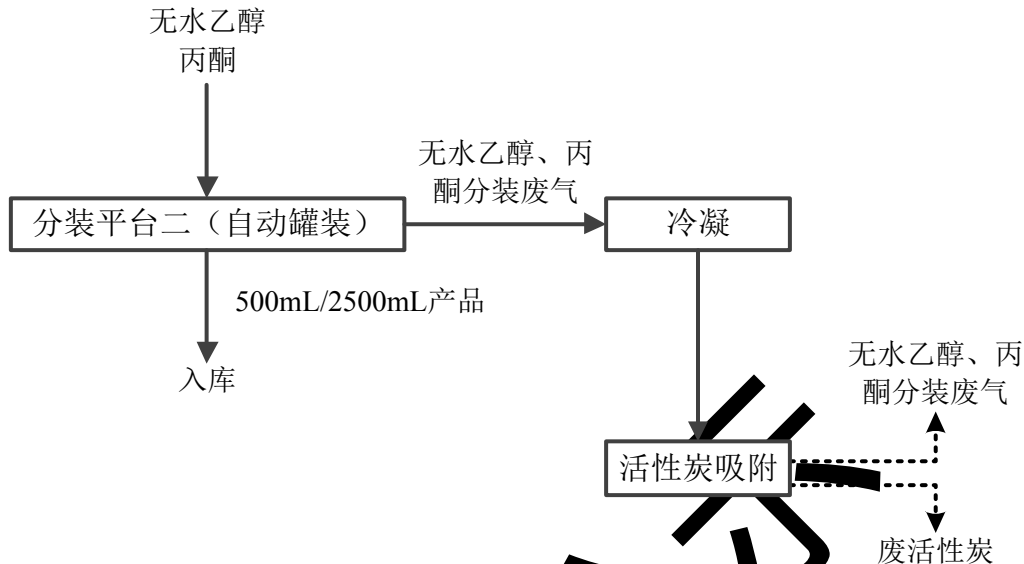 无水乙醇
丙酮
无水乙醇、丙
酮分装废气
分装平台二（自动罐装）
冷凝
500mL/2500mL产品
入库
无水乙醇、丙
酮分装废气
活性炭吸附
废活性炭